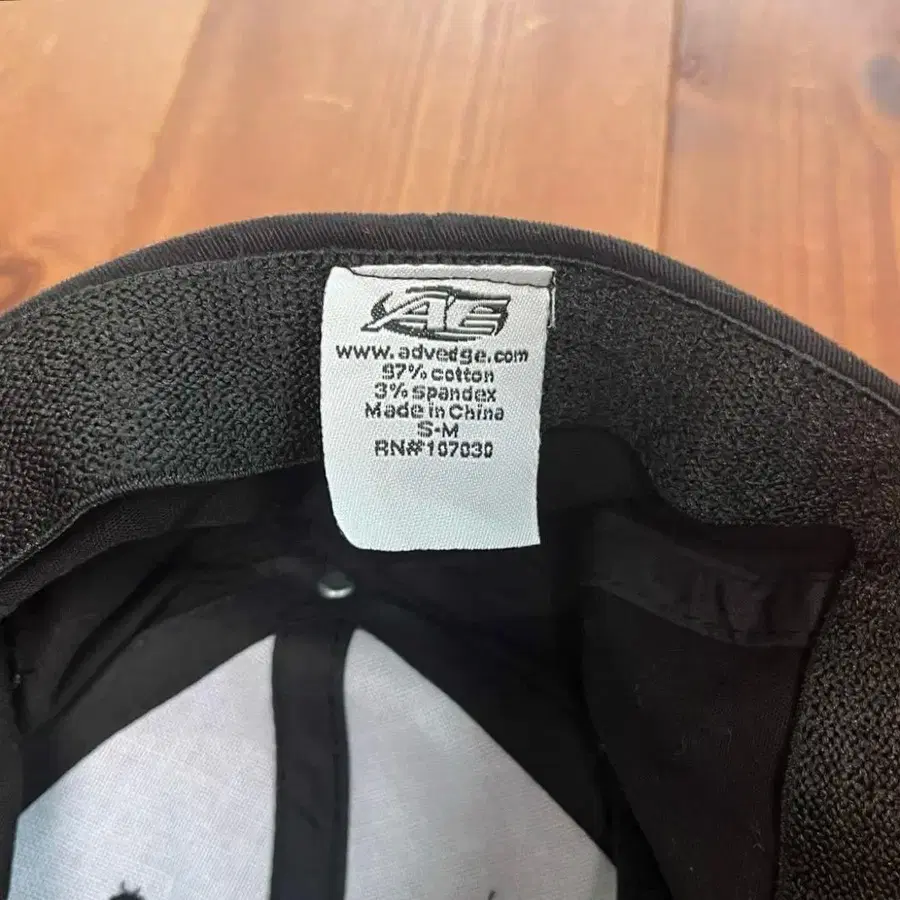 AE
www.advedge.com
97% cotton
3% spandex
Made in China
S-M
RN#107030